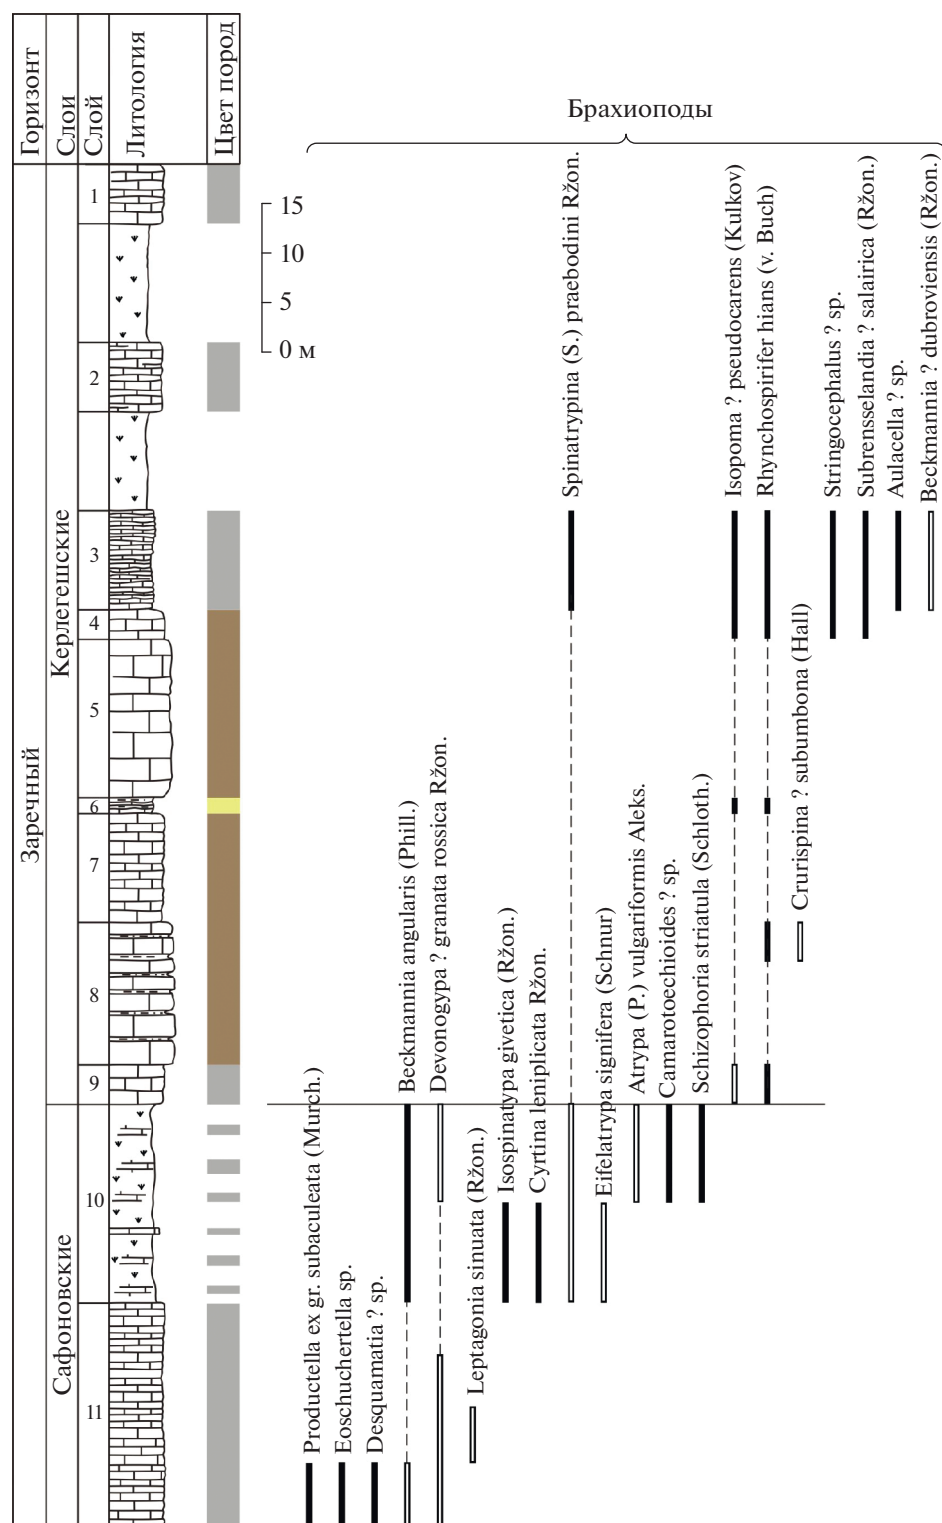 Горизонт
Слои
Слой
Литология
Цвет пород
Брахиоподы
Заречный
Керлегешские
Сафоновские
1
2
3
4
5
6
7
8
9
10
11
15
10
5
0 м
Productella ex gr. subaculeata (Murch.)
Eoschuchertella sp.
Desquamatia ? sp.
Beckmannia angularis (Phill.)
Devonogypa ? granata rossica Ržon.
Leptagonia sinuata (Ržon.)
Isospinatypa givetica (Ržon.)
Cyrtina leniplicata Ržon.
Spinatrypina (S.) praebodini Ržon.
Eifelatrypa signifera (Schnur)
Atrypa (P.) vulgariformis Aleks.
Camarotoechioides ? sp.
Schizophoria striatula (Schloth.)
Isopoma ? pseudocarens (Kulkov)
Rhynchospirifer hians (v. Buch)
Crurispina ? subumbona (Hall)
Stringocephalus ? sp.
Subrensselandia ? salairica (Ržon.)
Aulacella ? sp.
Beckmannia ? dubroviensis (Ržon.)